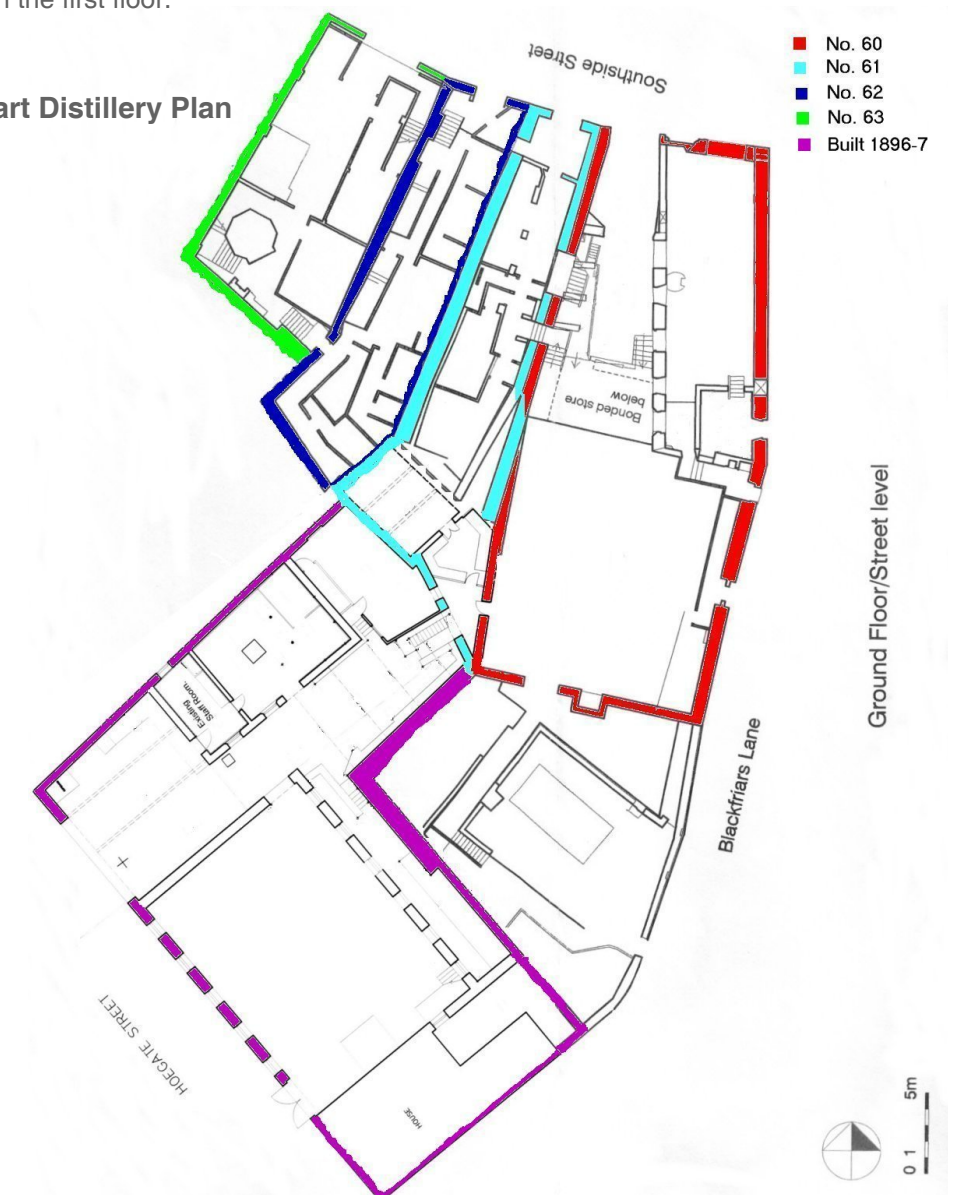 n the first floor.
art Distillery Plan
Southside Street
No. 60
No. 61
No. 62
No. 63
Built 1896-7
Bonded store
below
Ground Floor/Street level
Existing
Staff Room.
Blackfriars Lane
HOEGATE STREET
HOUSE
0 1 5m